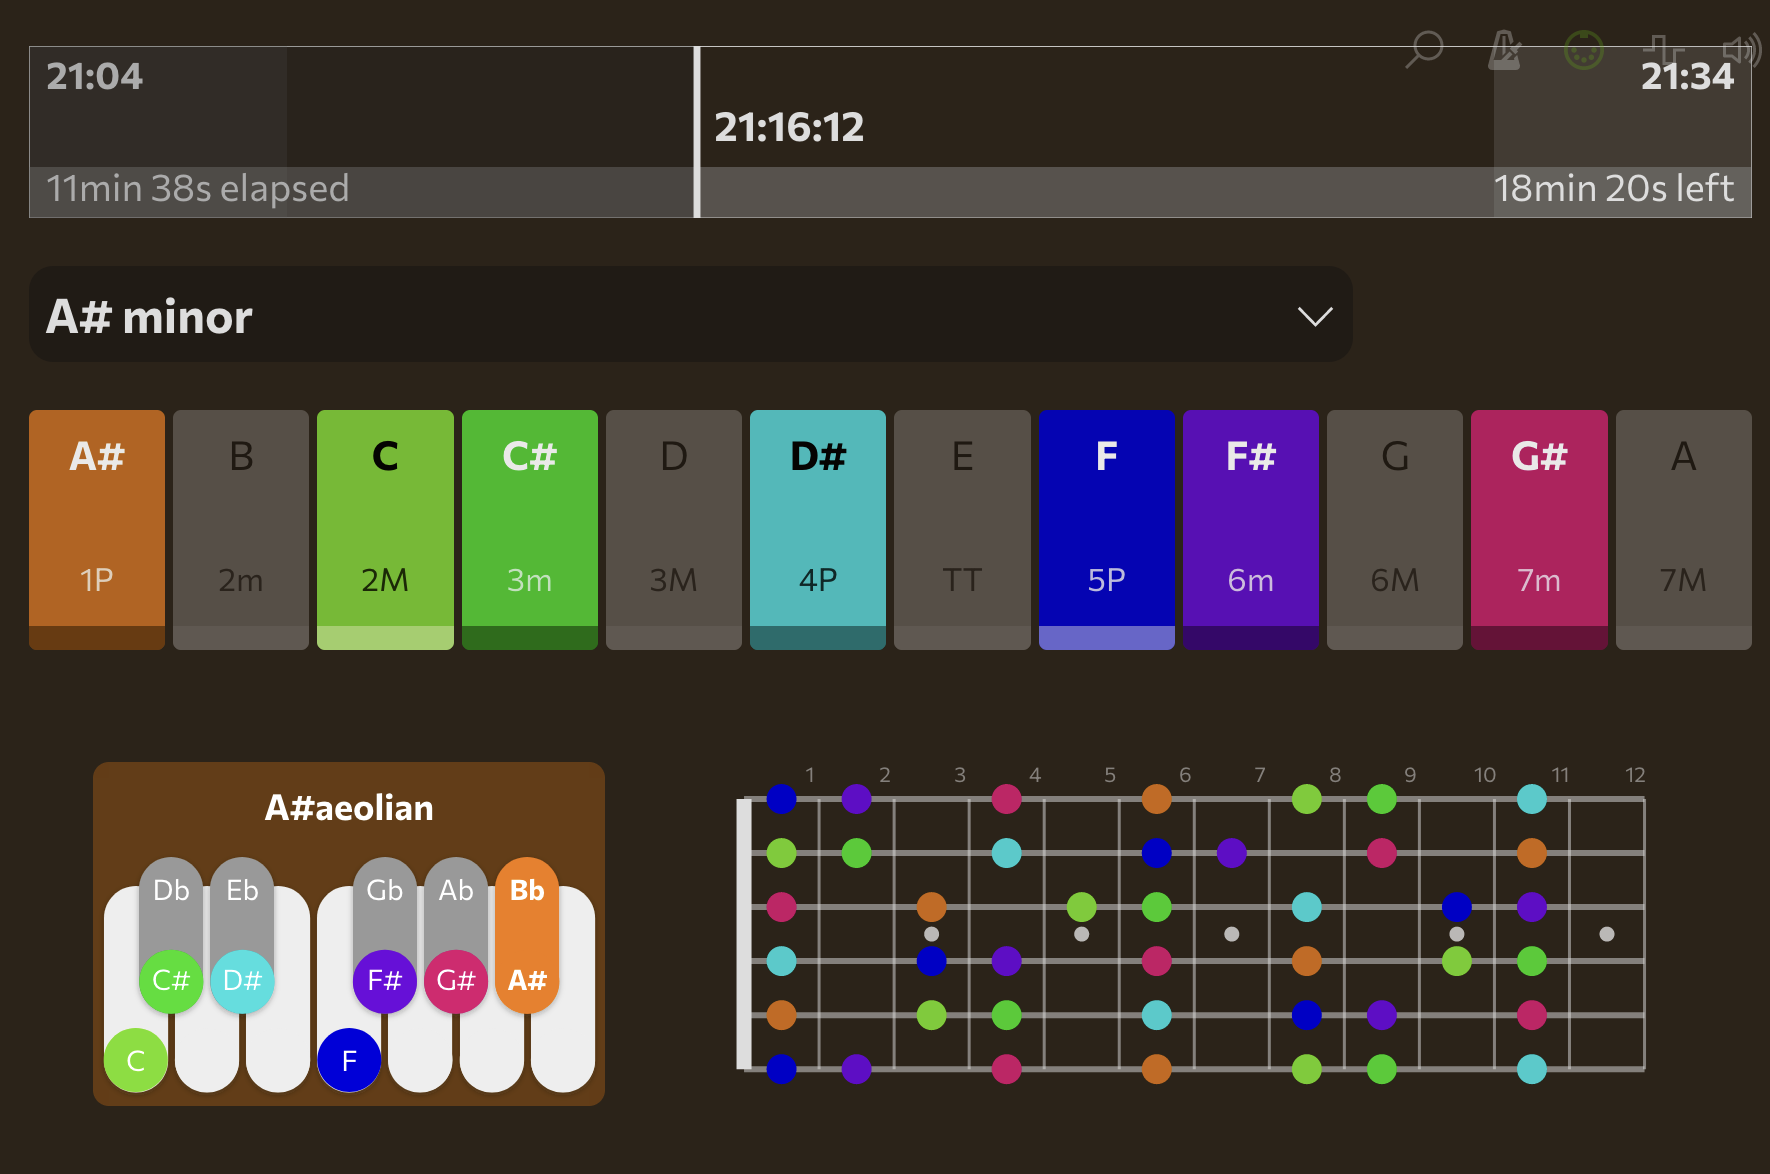 21:04
21:34
21:16:12
11min 38s elapsed
18min 20s left
A# minor
A# B C C# D D# E F F# G G# A
1P 2m 2M 3m 3M 4P TT 5P 6m 6M 7m 7M
A#aeolian
Db Eb Gb Ab Bb
C# D# F# G# A#
C F
1 2 3 4 5 6 7 8 9 10 11 12